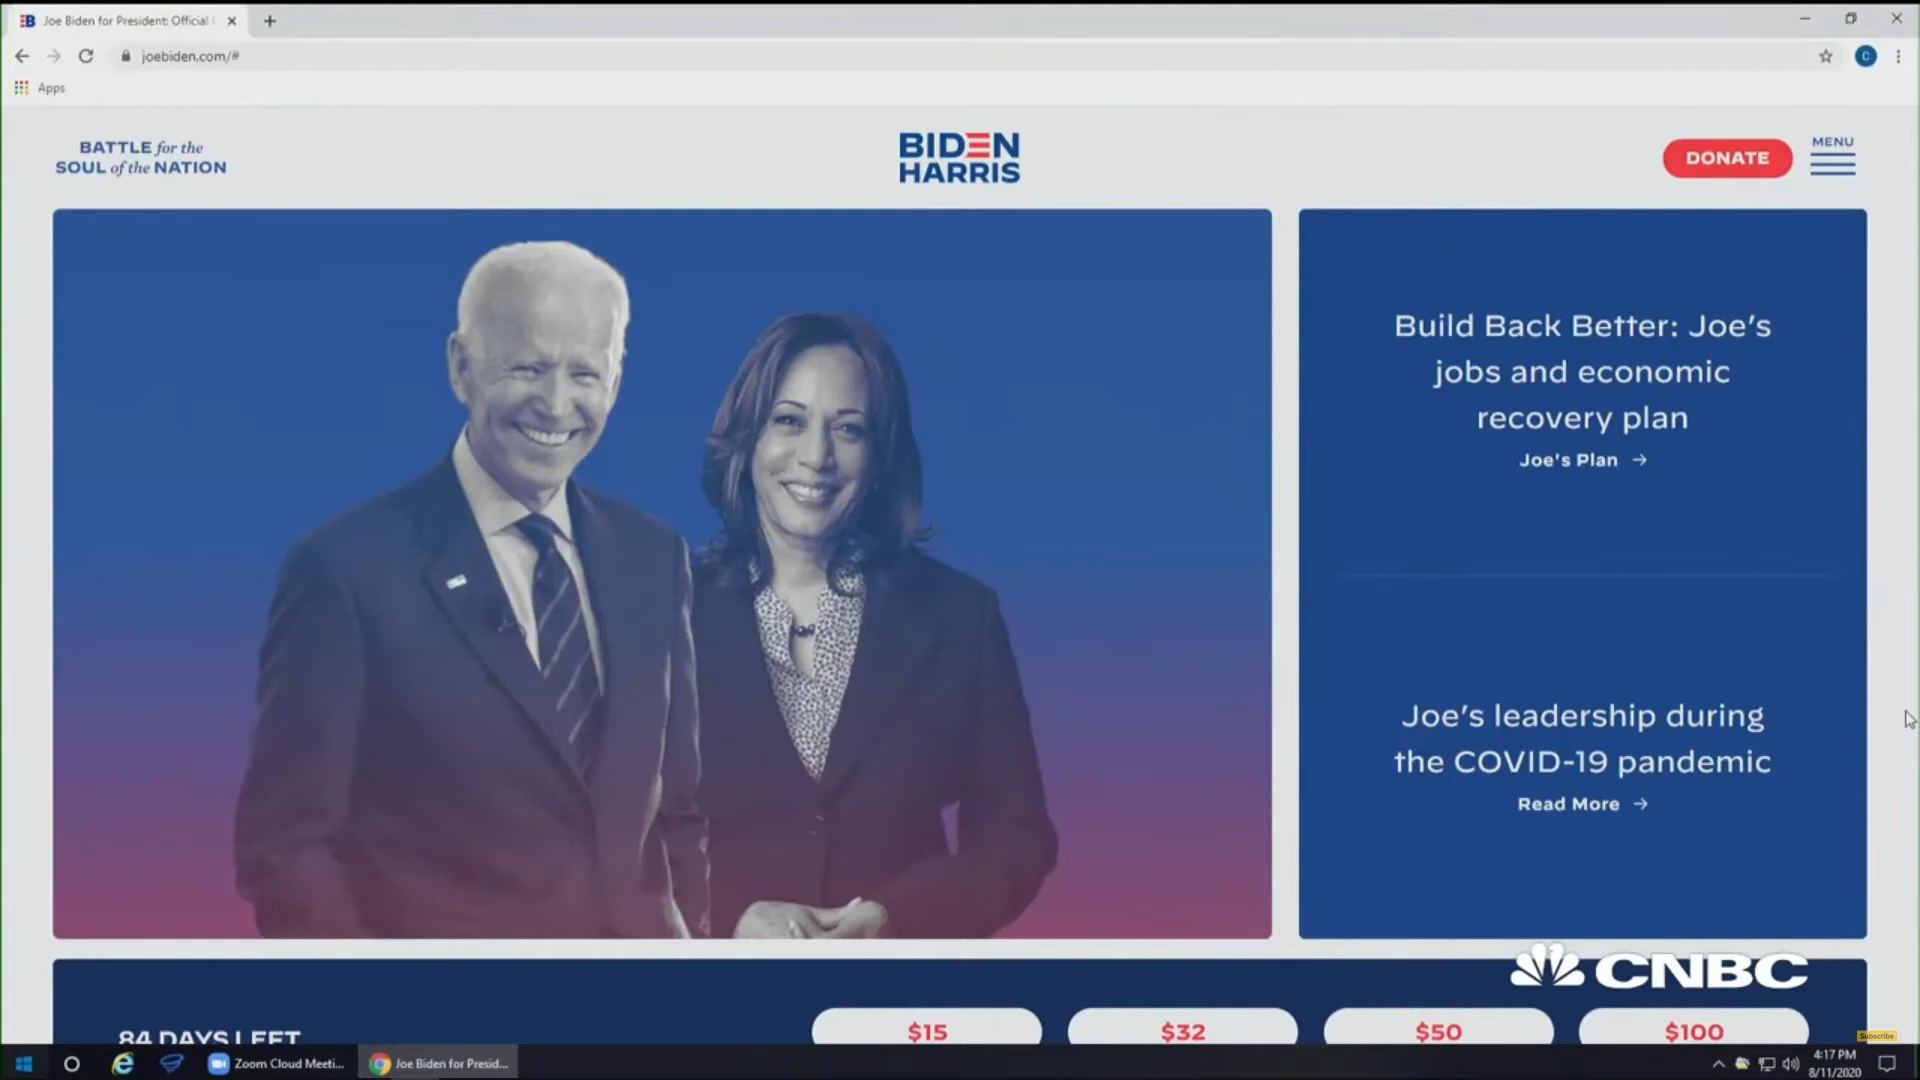 Joe Biden for President: Official
joebiden.com/#
Apps
BATTLE for the
SOUL of the NATION
BIDEN
HARRIS
DONATE
MENU
Build Back Better: Joe's
jobs and economic
recovery plan
Joe's Plan →
Joe's leadership during
the COVID-19 pandemic
Read More →
CNBC
84 DAYS LEFT
$15
$32
$50
$100
Subscribe
Zoom Cloud Meeti...
Joe Biden for Presid...
4:17 PM
8/11/2020